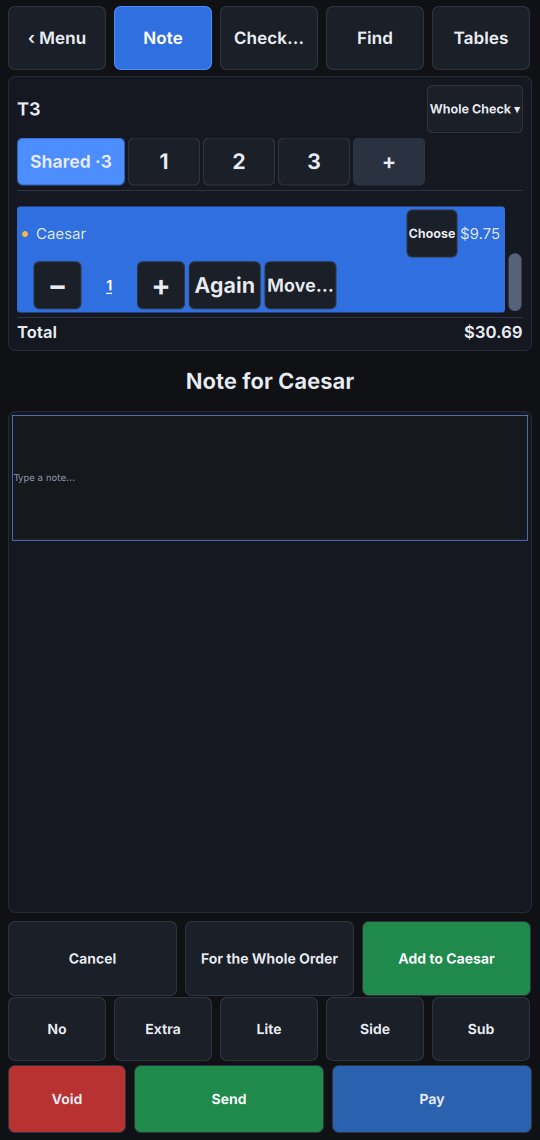 ‹ Menu Note Check... Find Tables
T3 Whole Check ▾
Shared ·3 1 2 3 +
Caesar Choose $9.75
− 1 + Again Move...
Total $30.69
Note for Caesar
Type a note...
Cancel For the Whole Order Add to Caesar
No Extra Lite Side Sub
Void Send Pay